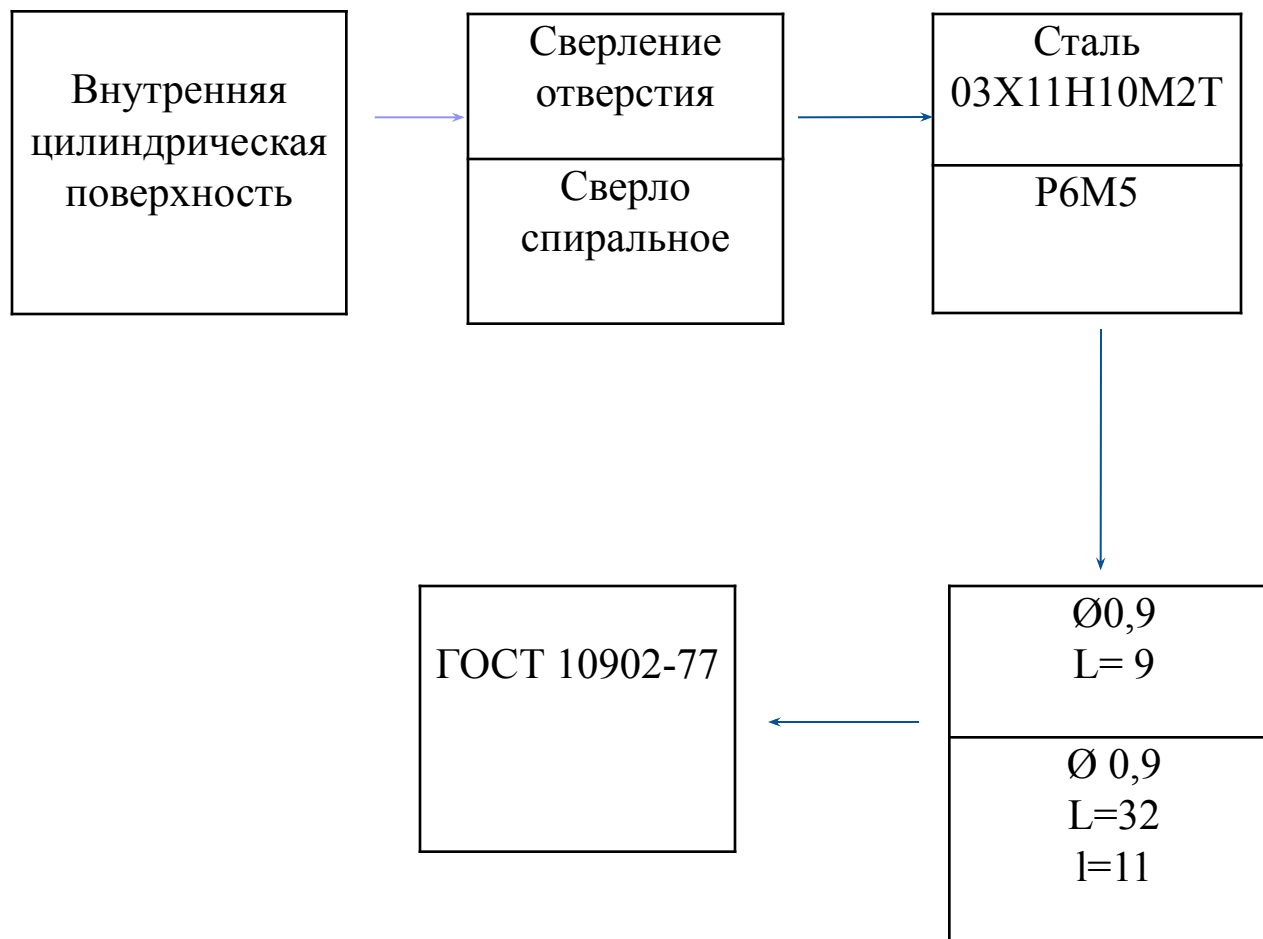 Внутренняя
цилиндрическая
поверхность
Сверление
отверстия
Сверло
спиральное
Сталь
03Х11Н10М2Т
Р6М5
Ø0,9
L= 9
Ø 0,9
L=32
l=11
ГОСТ 10902-77